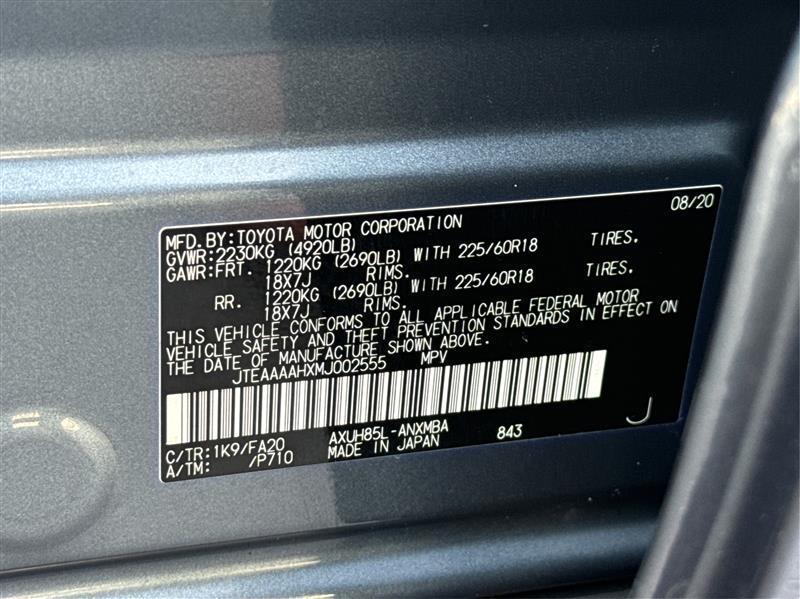 08/20
MFD.BY:TOYOTA MOTOR CORPORATION
GVWR:2230KG (4920LB)
GAWR:FRT. 1220KG (2690LB) WITH 225/60R18 TIRES.
18X7J RIMS.
RR. 1220KG (2690LB) WITH 225/60R18 TIRES.
18X7J RIMS.
THIS VEHICLE CONFORMS TO ALL APPLICABLE FEDERAL MOTOR
VEHICLE SAFETY AND THEFT PREVENTION STANDARDS IN EFFECT ON
THE DATE OF MANUFACTURE SHOWN ABOVE.
JTEAAAAHXMJ002555 MPV
C/TR:1K9/FA20 AXUH85L-ANXMBA 843 J
A/TM: /P710 MADE IN JAPAN